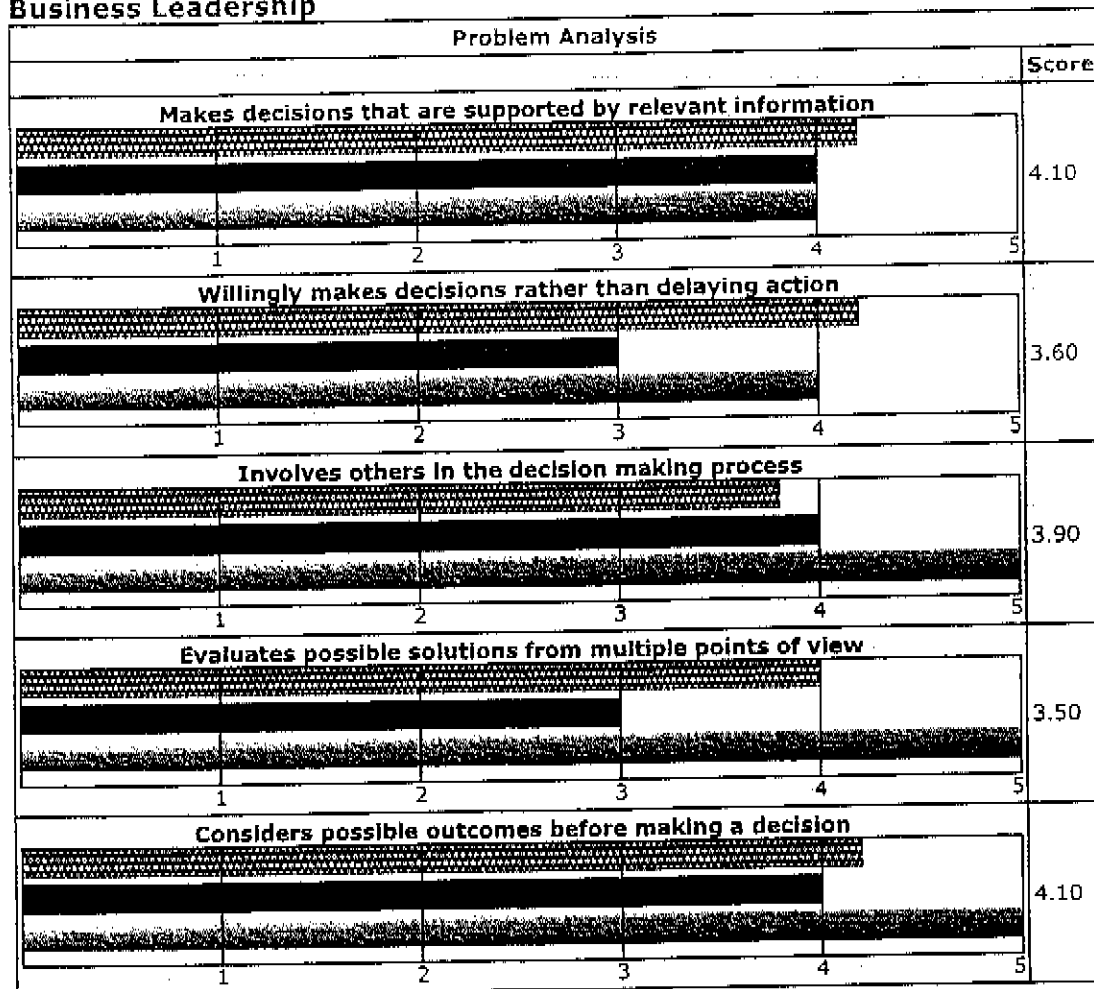 Business Leadership
Problem Analysis
Score
Makes decisions that are supported by relevant information
4.10
1 2 3 4 5
Willingly makes decisions rather than delaying action
3.60
1 2 3 4 5
Involves others in the decision making process
3.90
1 2 3 4 5
Evaluates possible solutions from multiple points of view
3.50
1 2 3 4 5
Considers possible outcomes before making a decision
4.10
1 2 3 4 5